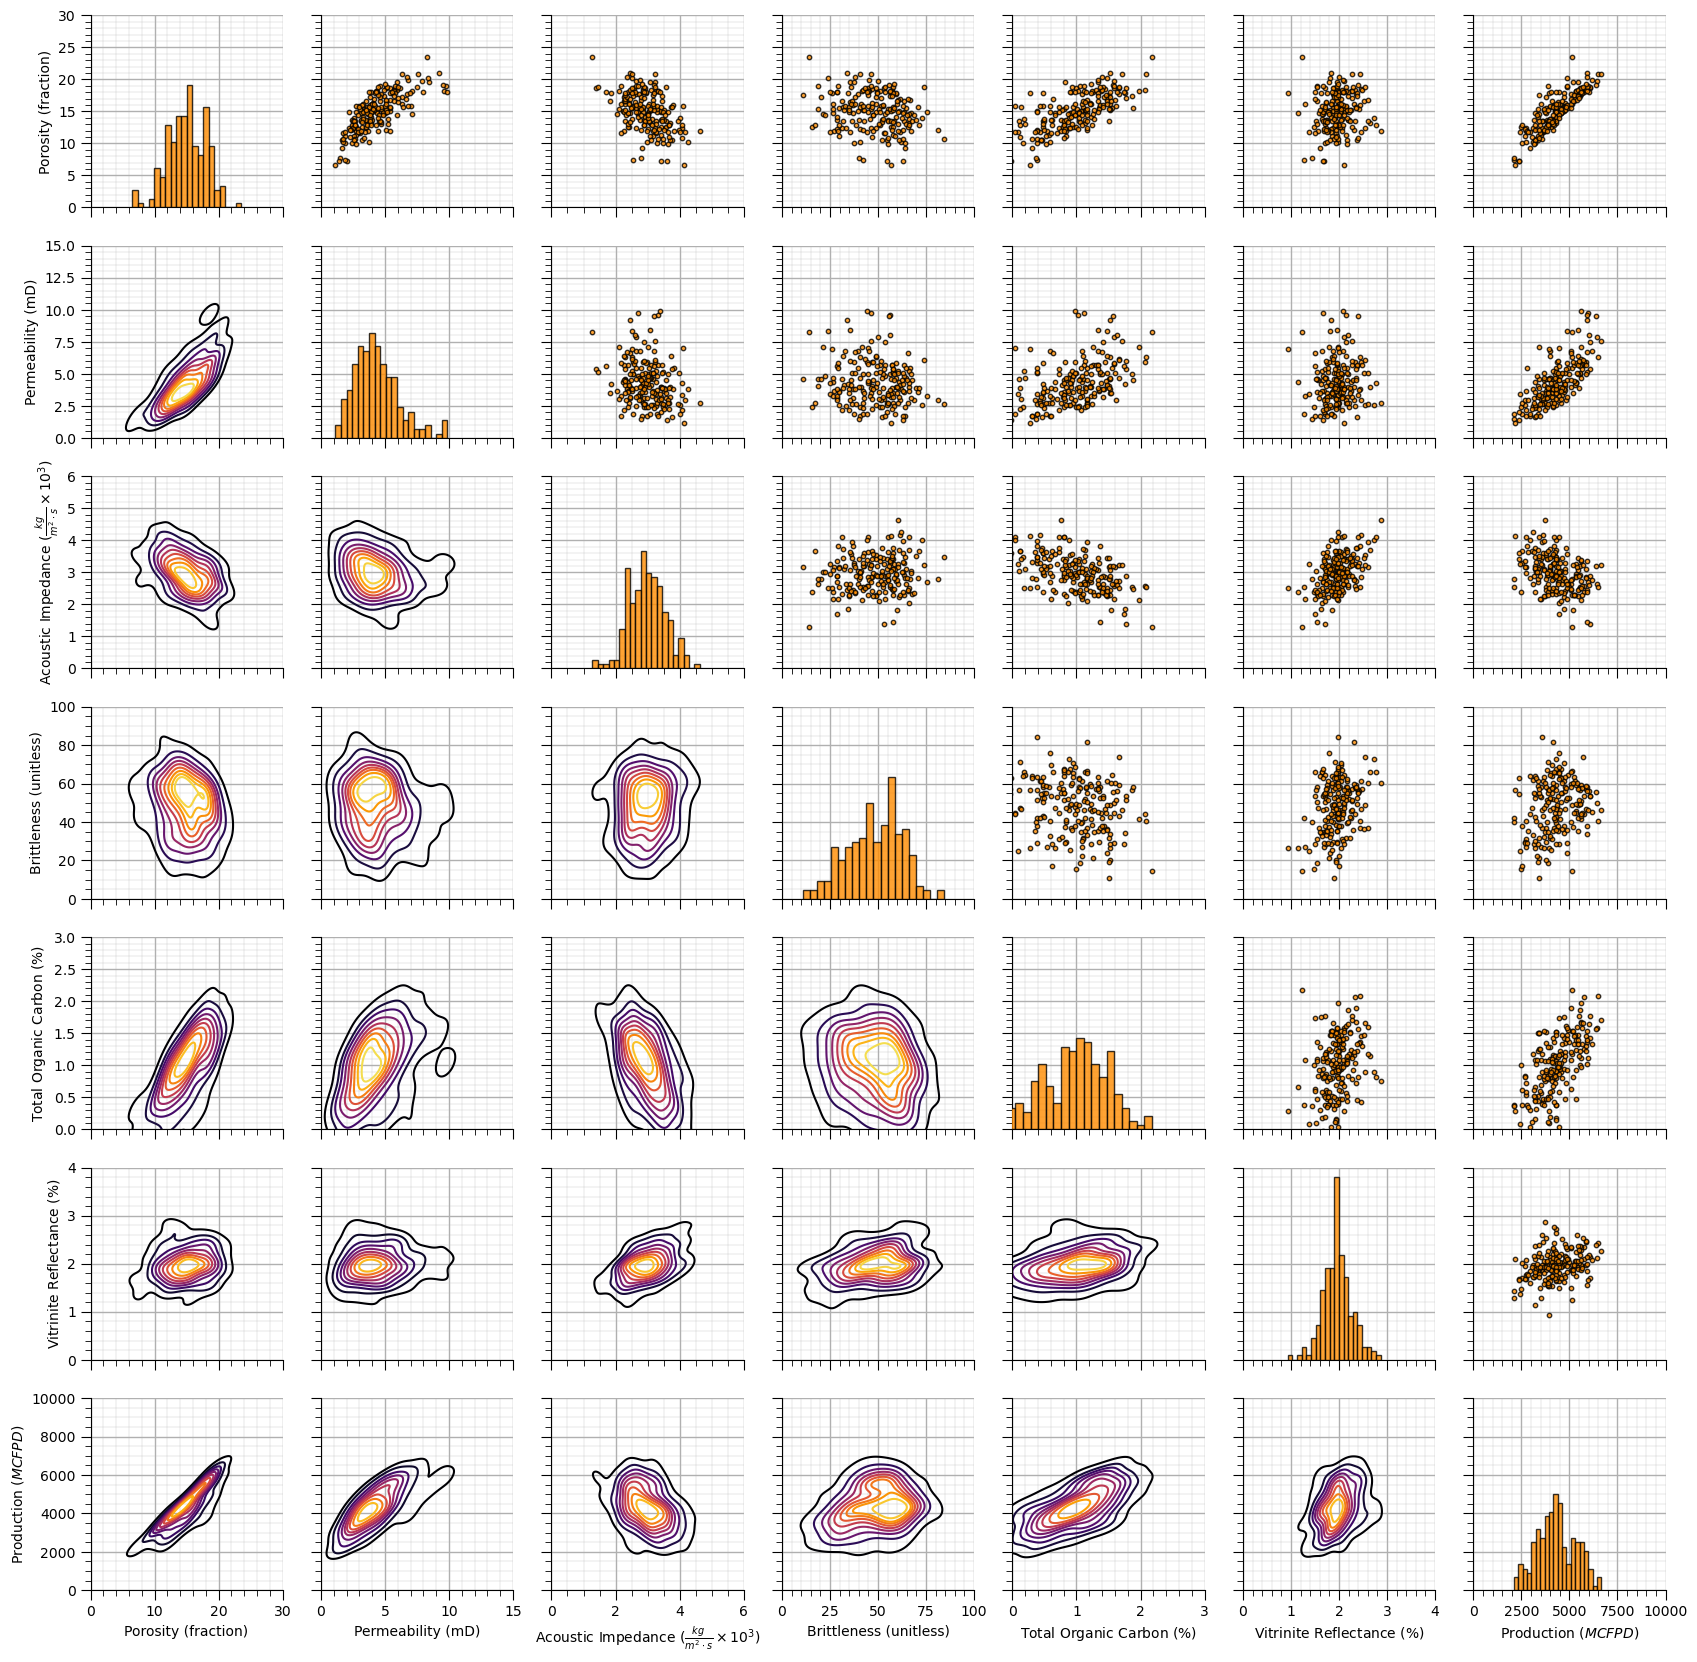 30
25
20
15
10
5
0
Porosity (fraction)
15.0
12.5
10.0
7.5
5.0
2.5
0.0
Permeability (mD)
6
5
4
3
2
1
0
Acoustic Impedance (kg/m²·s × 10³)
100
80
60
40
20
0
Brittleness (unitless)
3.0
2.5
2.0
1.5
1.0
0.5
0.0
Total Organic Carbon (%)
4
3
2
1
0
Vitrinite Reflectance (%)
10000
8000
6000
4000
2000
0
Production (MCFPD)
0 10 20 30
0 5 10 15
0 2 4 6
0 25 50 75 100
0 1 2 3
0 1 2 3 4
0 2500 5000 7500 10000
Porosity (fraction)
Permeability (mD)
Acoustic Impedance (kg/m²·s × 10³)
Brittleness (unitless)
Total Organic Carbon (%)
Vitrinite Reflectance (%)
Production (MCFPD)